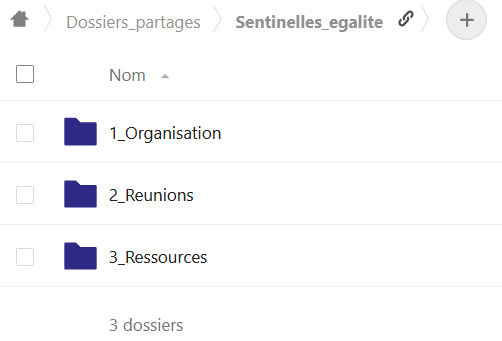 Dossiers_partages Sentinelles_egalite
Nom
1_Organisation
2_Reunions
3_Ressources
3 dossiers